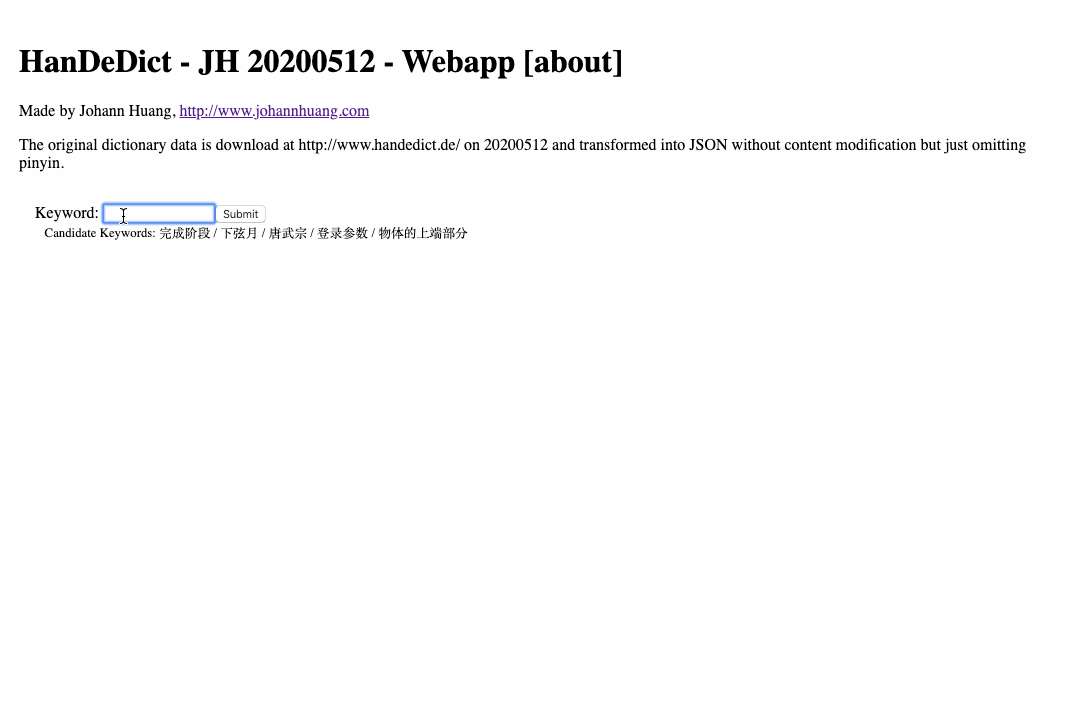 HanDeDict - JH 20200512 - Webapp [about]
Made by Johann Huang, http://www.johannhuang.com
The original dictionary data is download at http://www.handedict.de/ on 20200512 and transformed into JSON without content modification but just omitting
pinyin.
Keyword: Submit
Candidate Keywords: 完成阶段 / 下弦月 / 唐武宗 / 登录参数 / 物体的上端部分